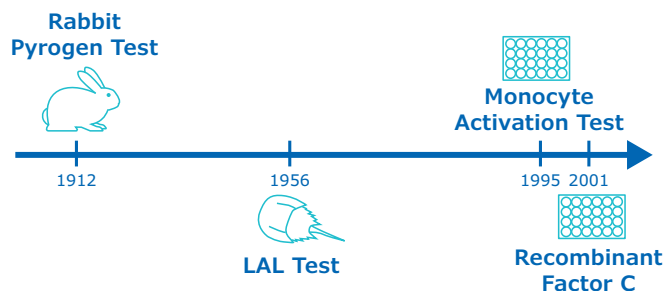 Rabbit
Pyrogen Test
Monocyte
Activation Test
1912
1956
1995
2001
LAL Test
Recombinant
Factor C